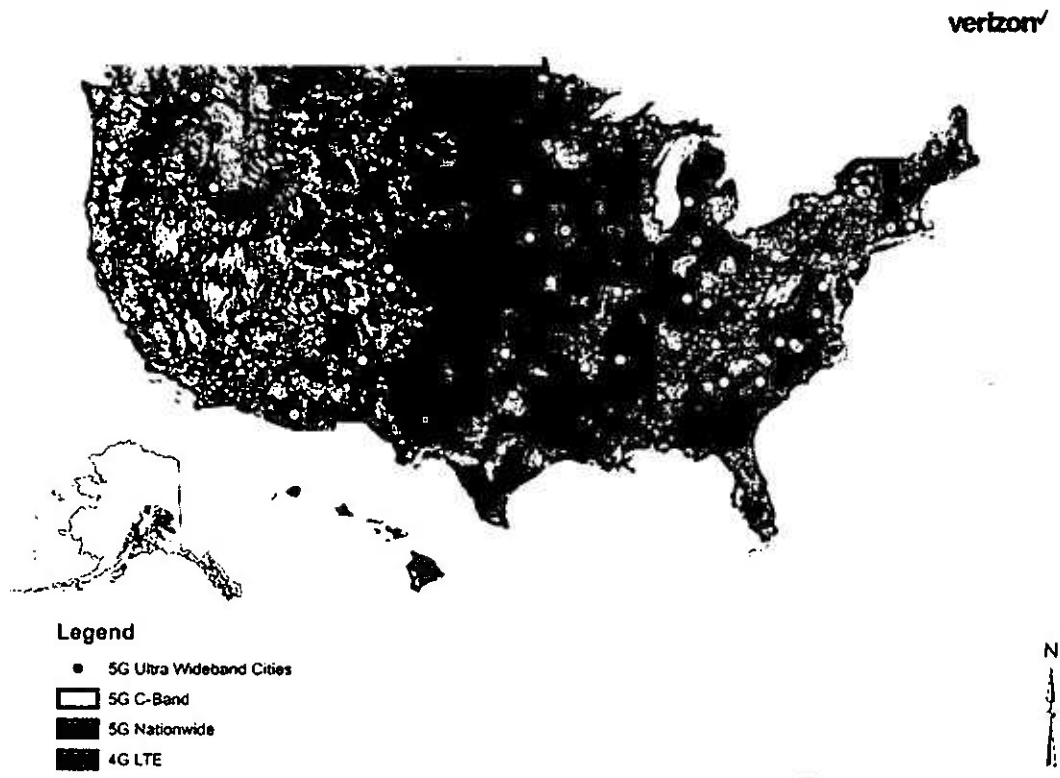 verizon✓
Legend
5G Ultra Wideband Cities
5G C-Band
5G Nationwide
4G LTE
N